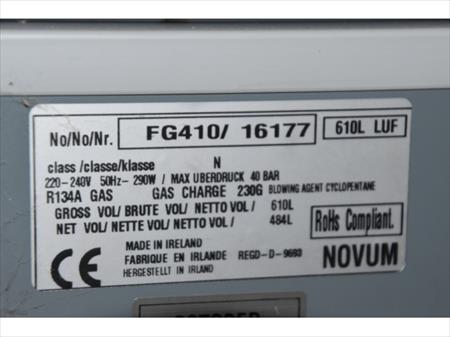 No/No/Nr. FG410/ 16177 610L LUF
class /classe/klasse N
220-240V 50Hz-290W / MAX UBERDRUCK 40 BAR
R134A GAS GAS CHARGE 230G BLOWING AGENT CYCLOPENTANE
GROSS VOL/ BRUTE VOL/ NETTO VOL/ 610L
NET VOL/ NETTE VOL/ NETTO VOL/ 484L
RoHS Compliant.
CE
MADE IN IRELAND
FABRIQUE EN IRLANDE REGD-D-9693
HERGESTELLT IN IRLAND
NOVUM